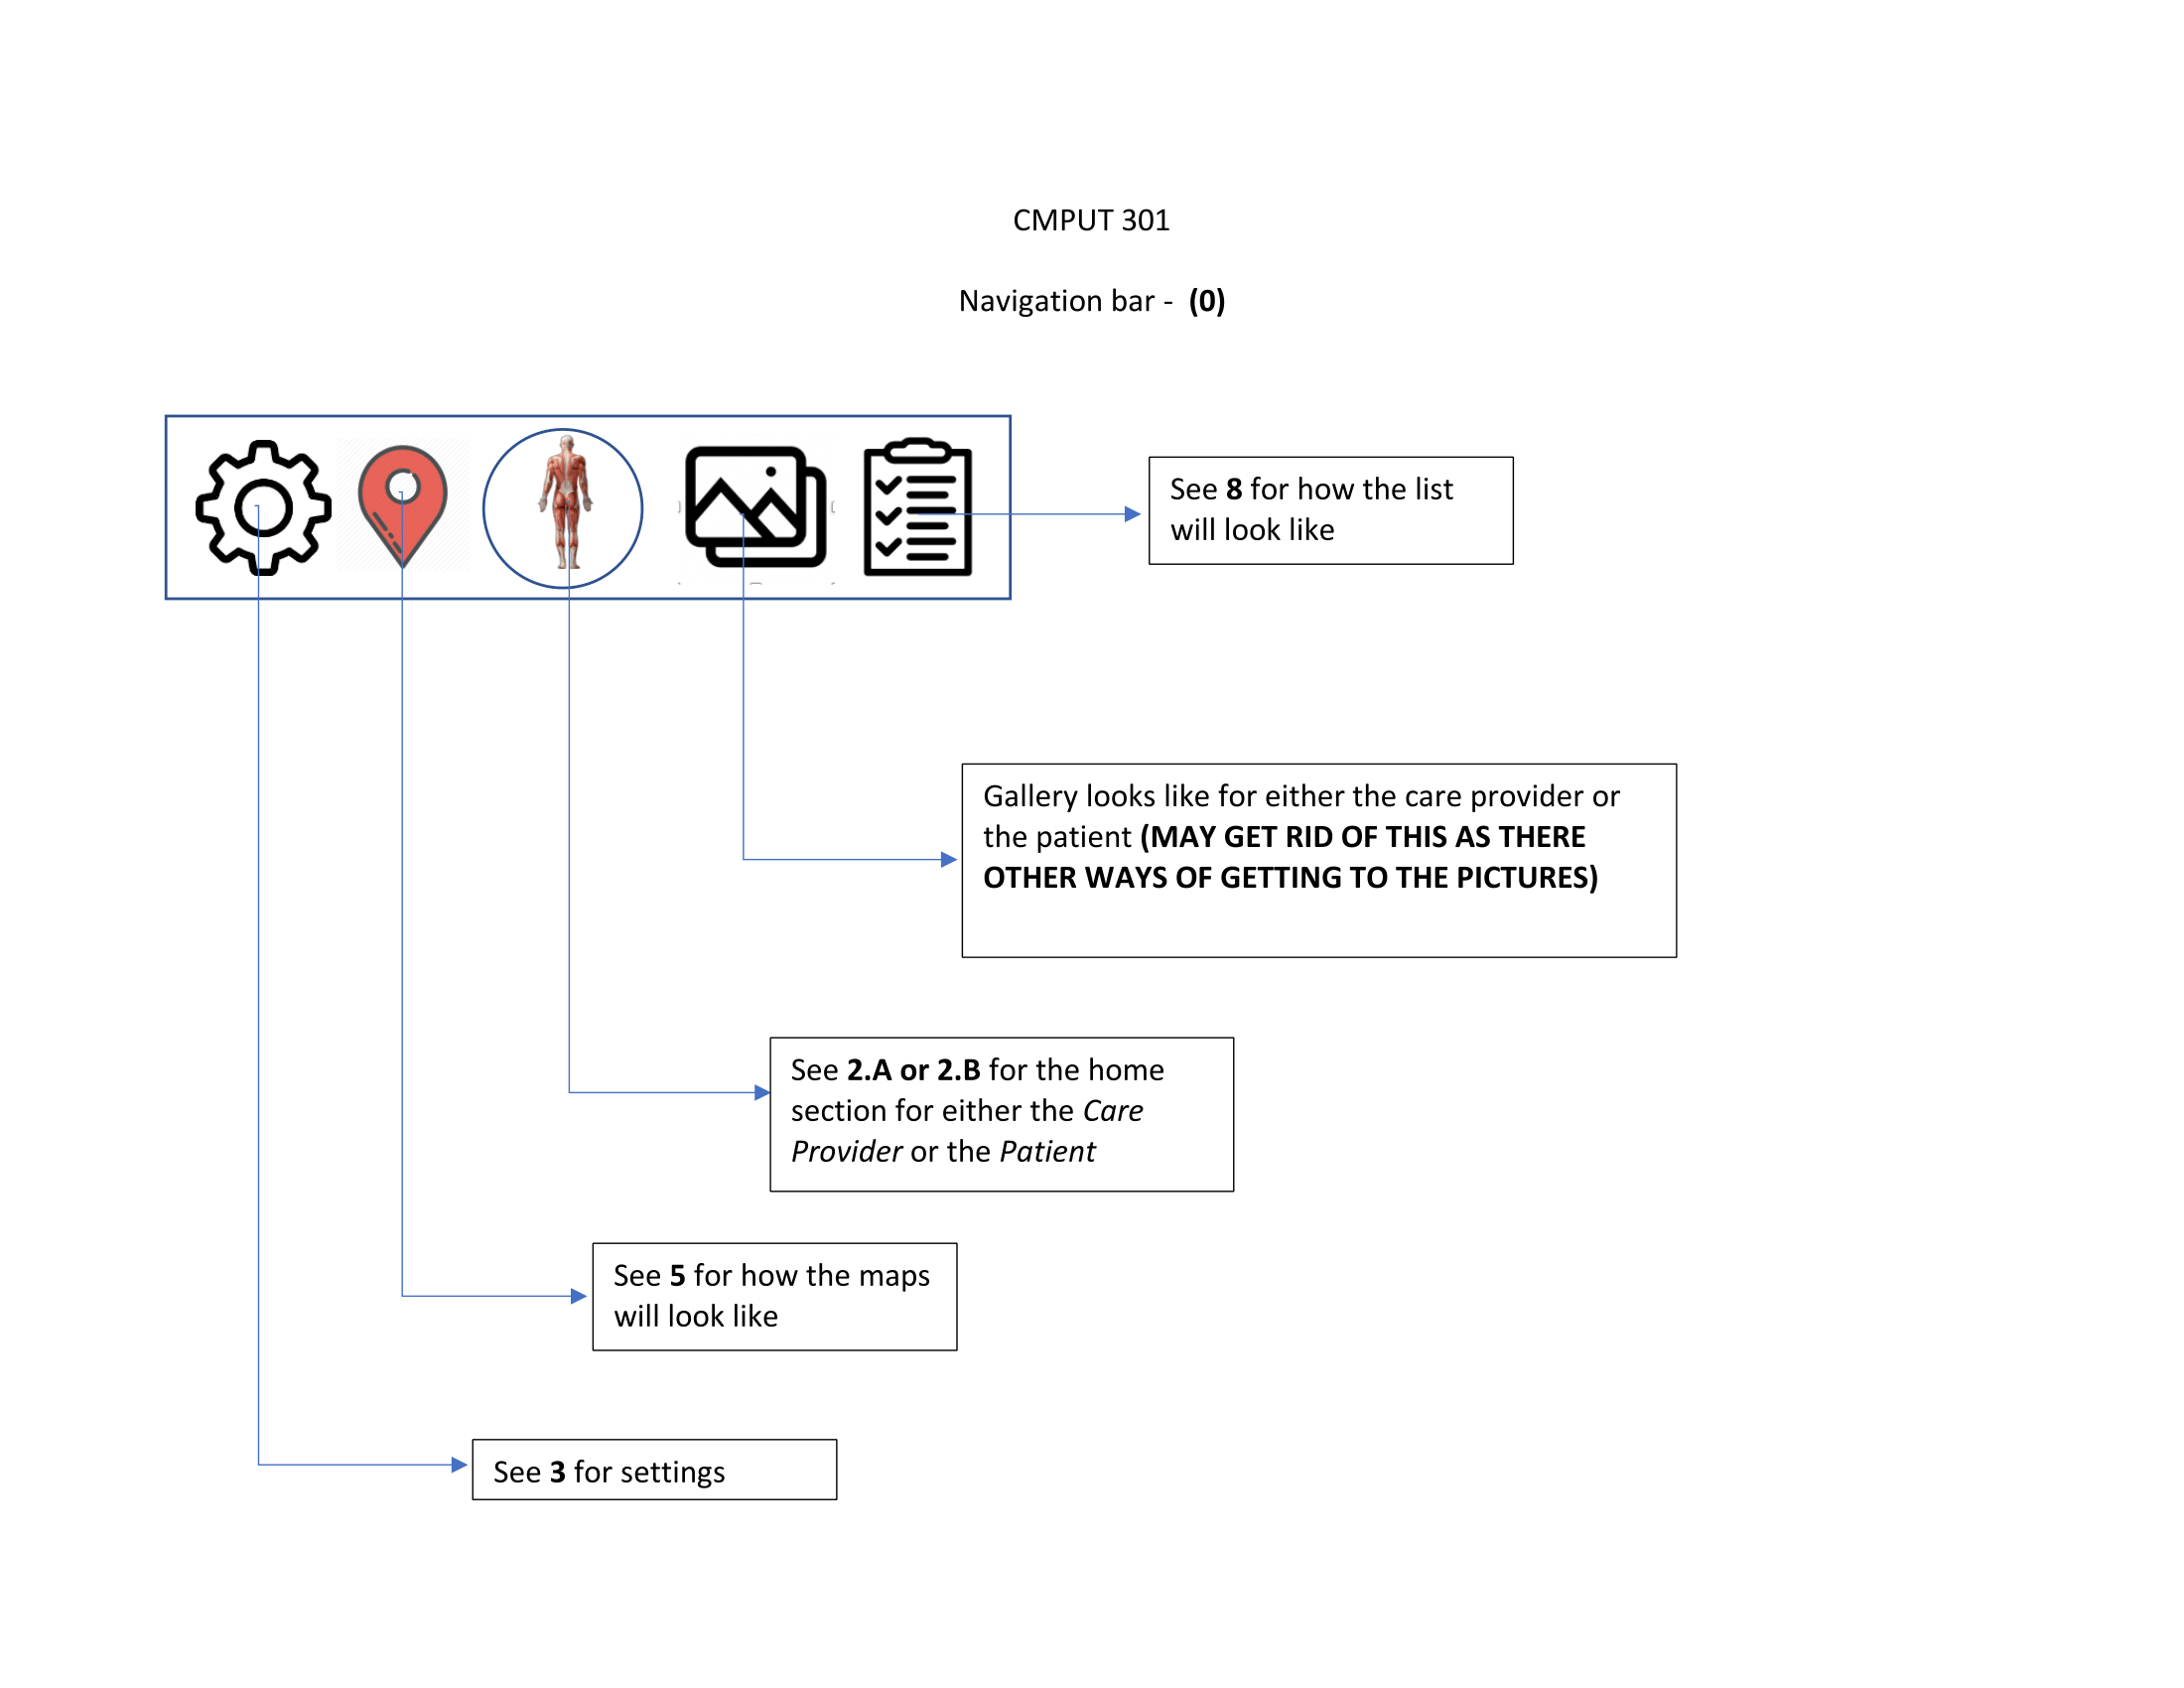 CMPUT 301
Navigation bar -  (0)
See 8 for how the list
will look like
Gallery looks like for either the care provider or
the patient (MAY GET RID OF THIS AS THERE
OTHER WAYS OF GETTING TO THE PICTURES)
See 2.A or 2.B for the home
section for either the Care
Provider or the Patient
See 5 for how the maps
will look like
See 3 for settings